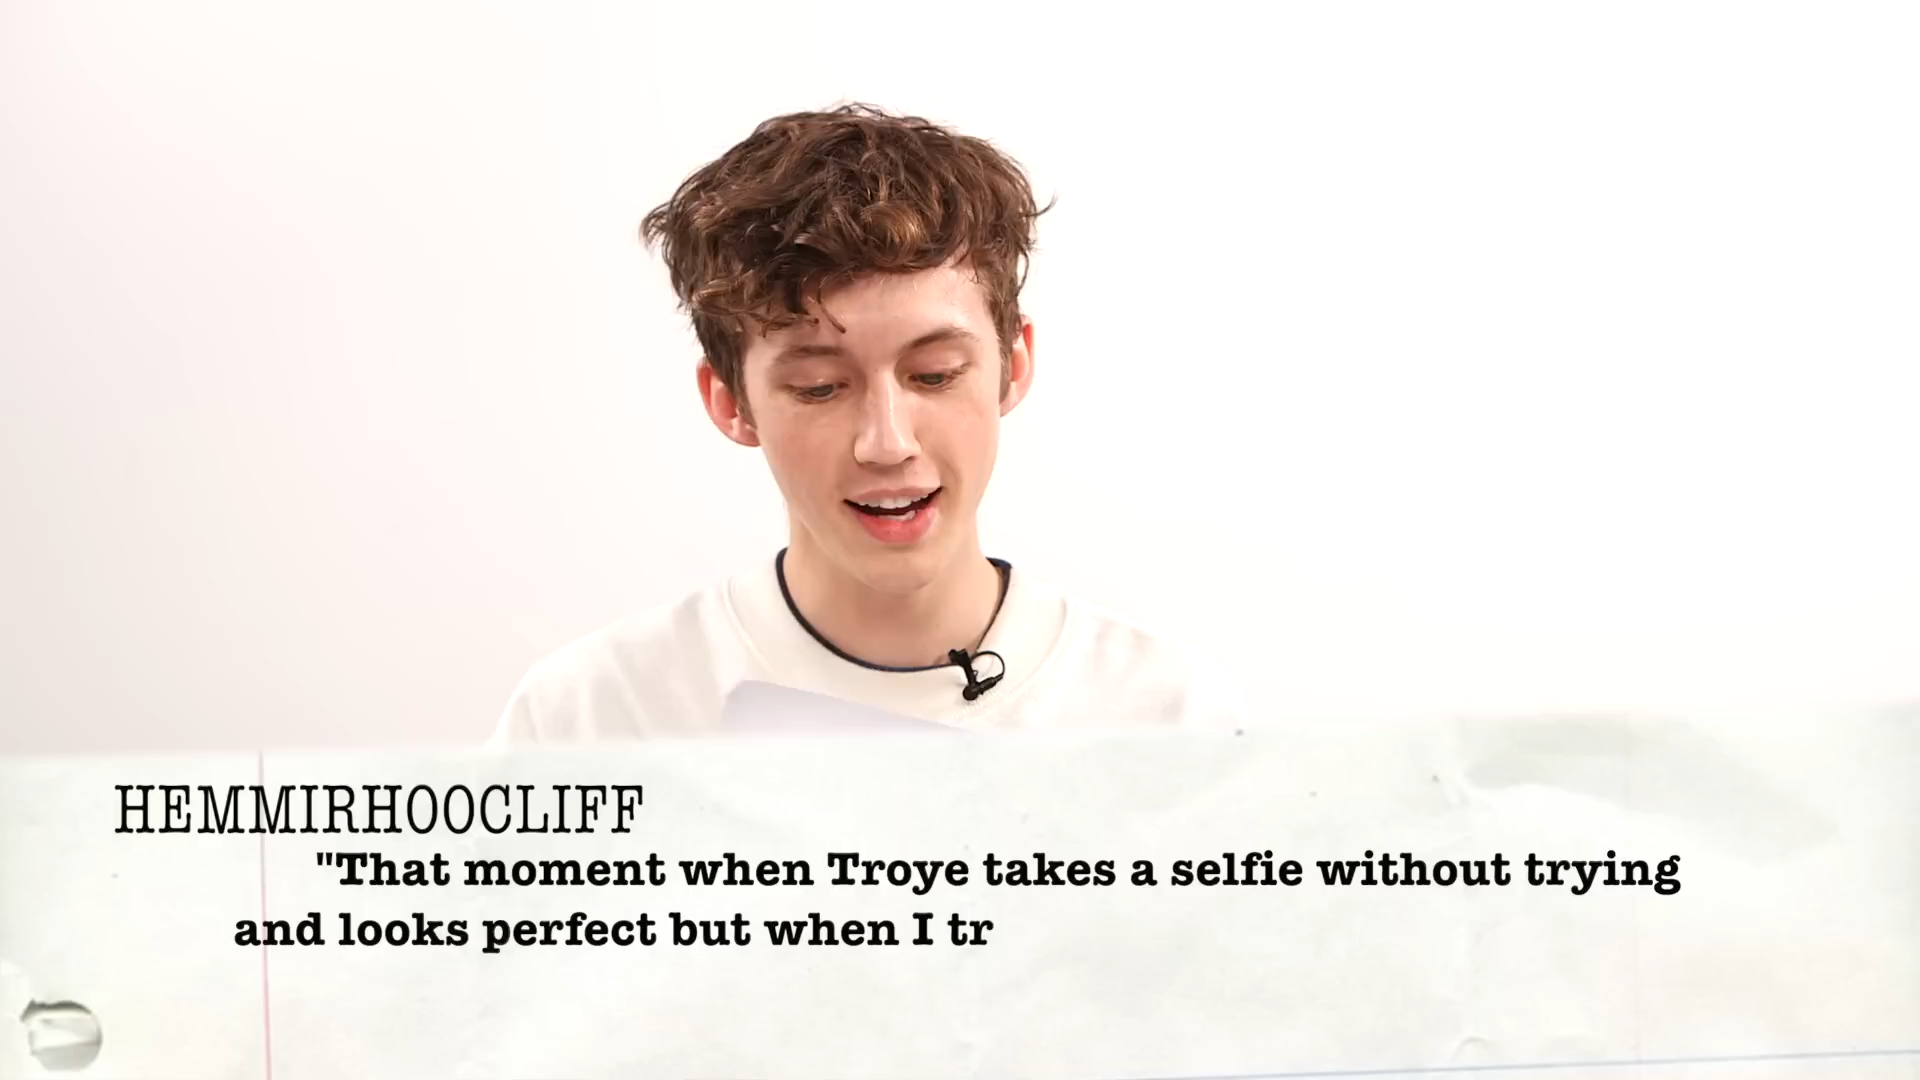 HEMMIRHOOCLIFF
"That moment when Troye takes a selfie without trying
and looks perfect but when I tr